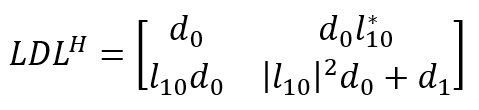 LDL^H = [ d_0  d_0 l_{10}^* ; l_{10} d_0  |l_{10}|^2 d_0 + d_1 ]